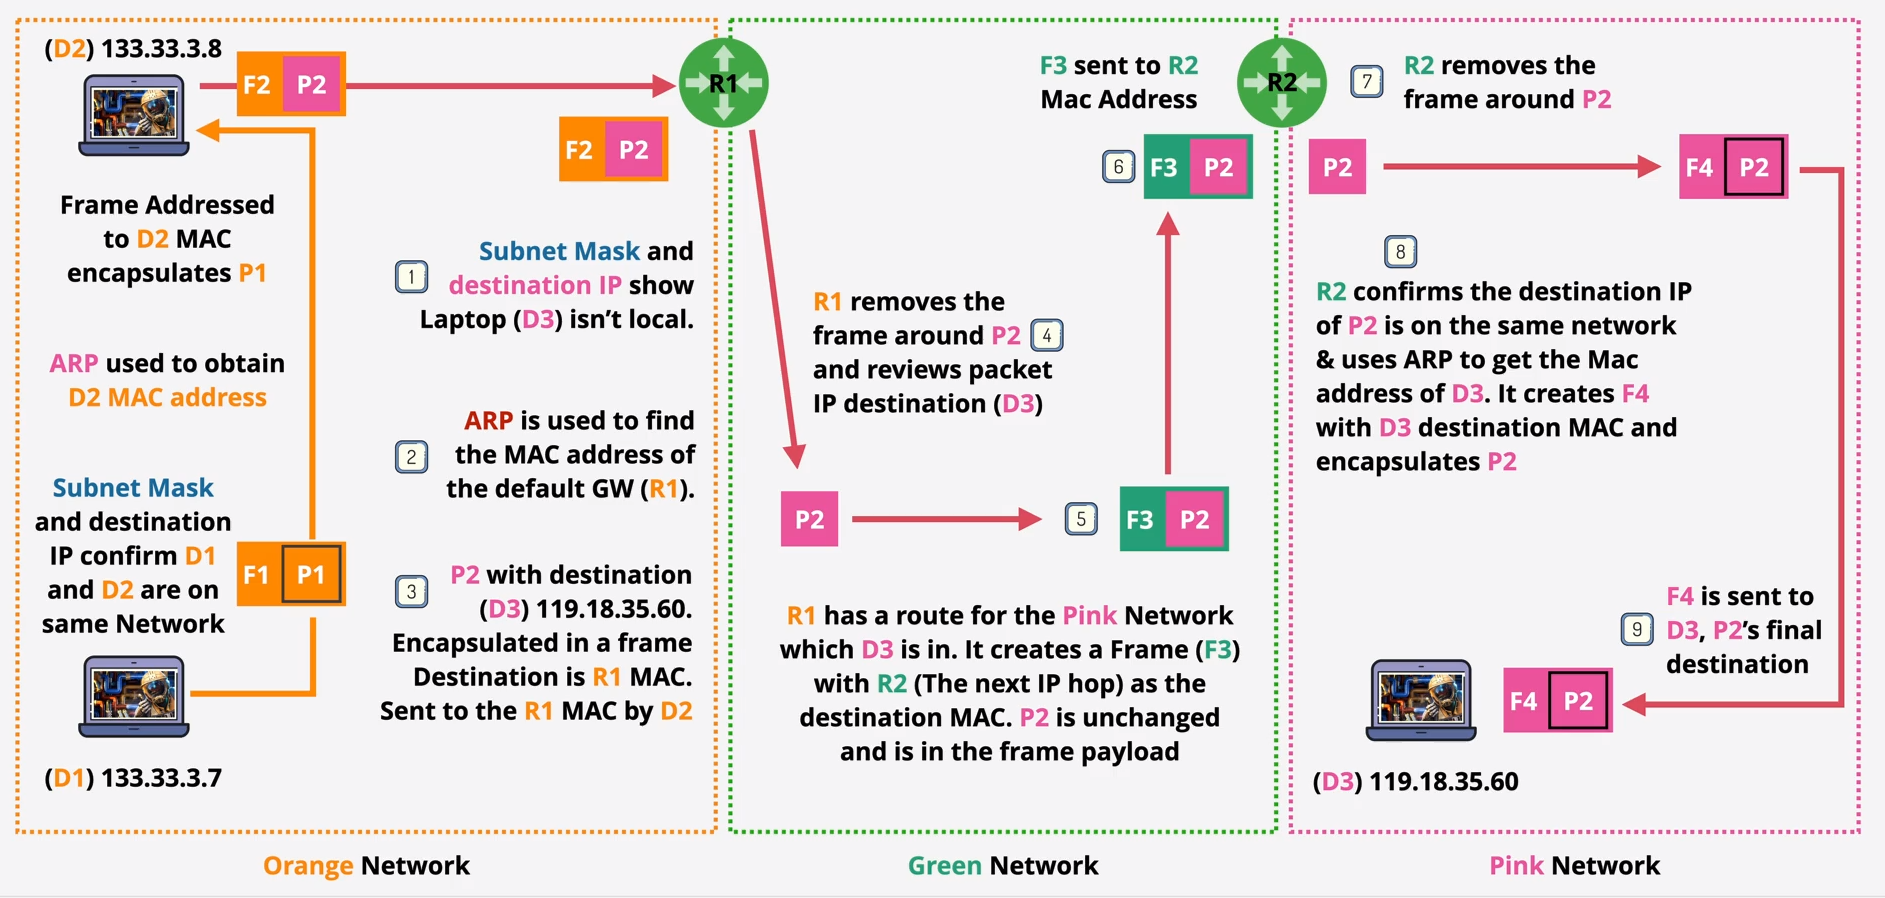 (D2) 133.33.3.8
F2 P2
R1
F2 P2
Frame Addressed
to D2 MAC
encapsulates P1
ARP used to obtain
D2 MAC address
Subnet Mask
and destination
IP confirm D1
and D2 are on
same Network
F1 P1
(D1) 133.33.3.7
1
Subnet Mask and
destination IP show
Laptop (D3) isn’t local.
2
ARP is used to find
the MAC address of
the default GW (R1).
3
P2 with destination
(D3) 119.18.35.60.
Encapsulated in a frame
Destination is R1 MAC.
Sent to the R1 MAC by D2
Orange Network
R1 removes the
frame around P2 4
and reviews packet
IP destination (D3)
P2
5
F3 P2
R1 has a route for the Pink Network
which D3 is in. It creates a Frame (F3)
with R2 (The next IP hop) as the
destination MAC. P2 is unchanged
and is in the frame payload
F3 sent to R2
Mac Address
6
F3 P2
R2
Green Network
7
R2 removes the
frame around P2
P2
F4 P2
8
R2 confirms the destination IP
of P2 is on the same network
& uses ARP to get the Mac
address of D3. It creates F4
with D3 destination MAC and
encapsulates P2
9
F4 is sent to
D3, P2’s final
destination
F4 P2
(D3) 119.18.35.60
Pink Network